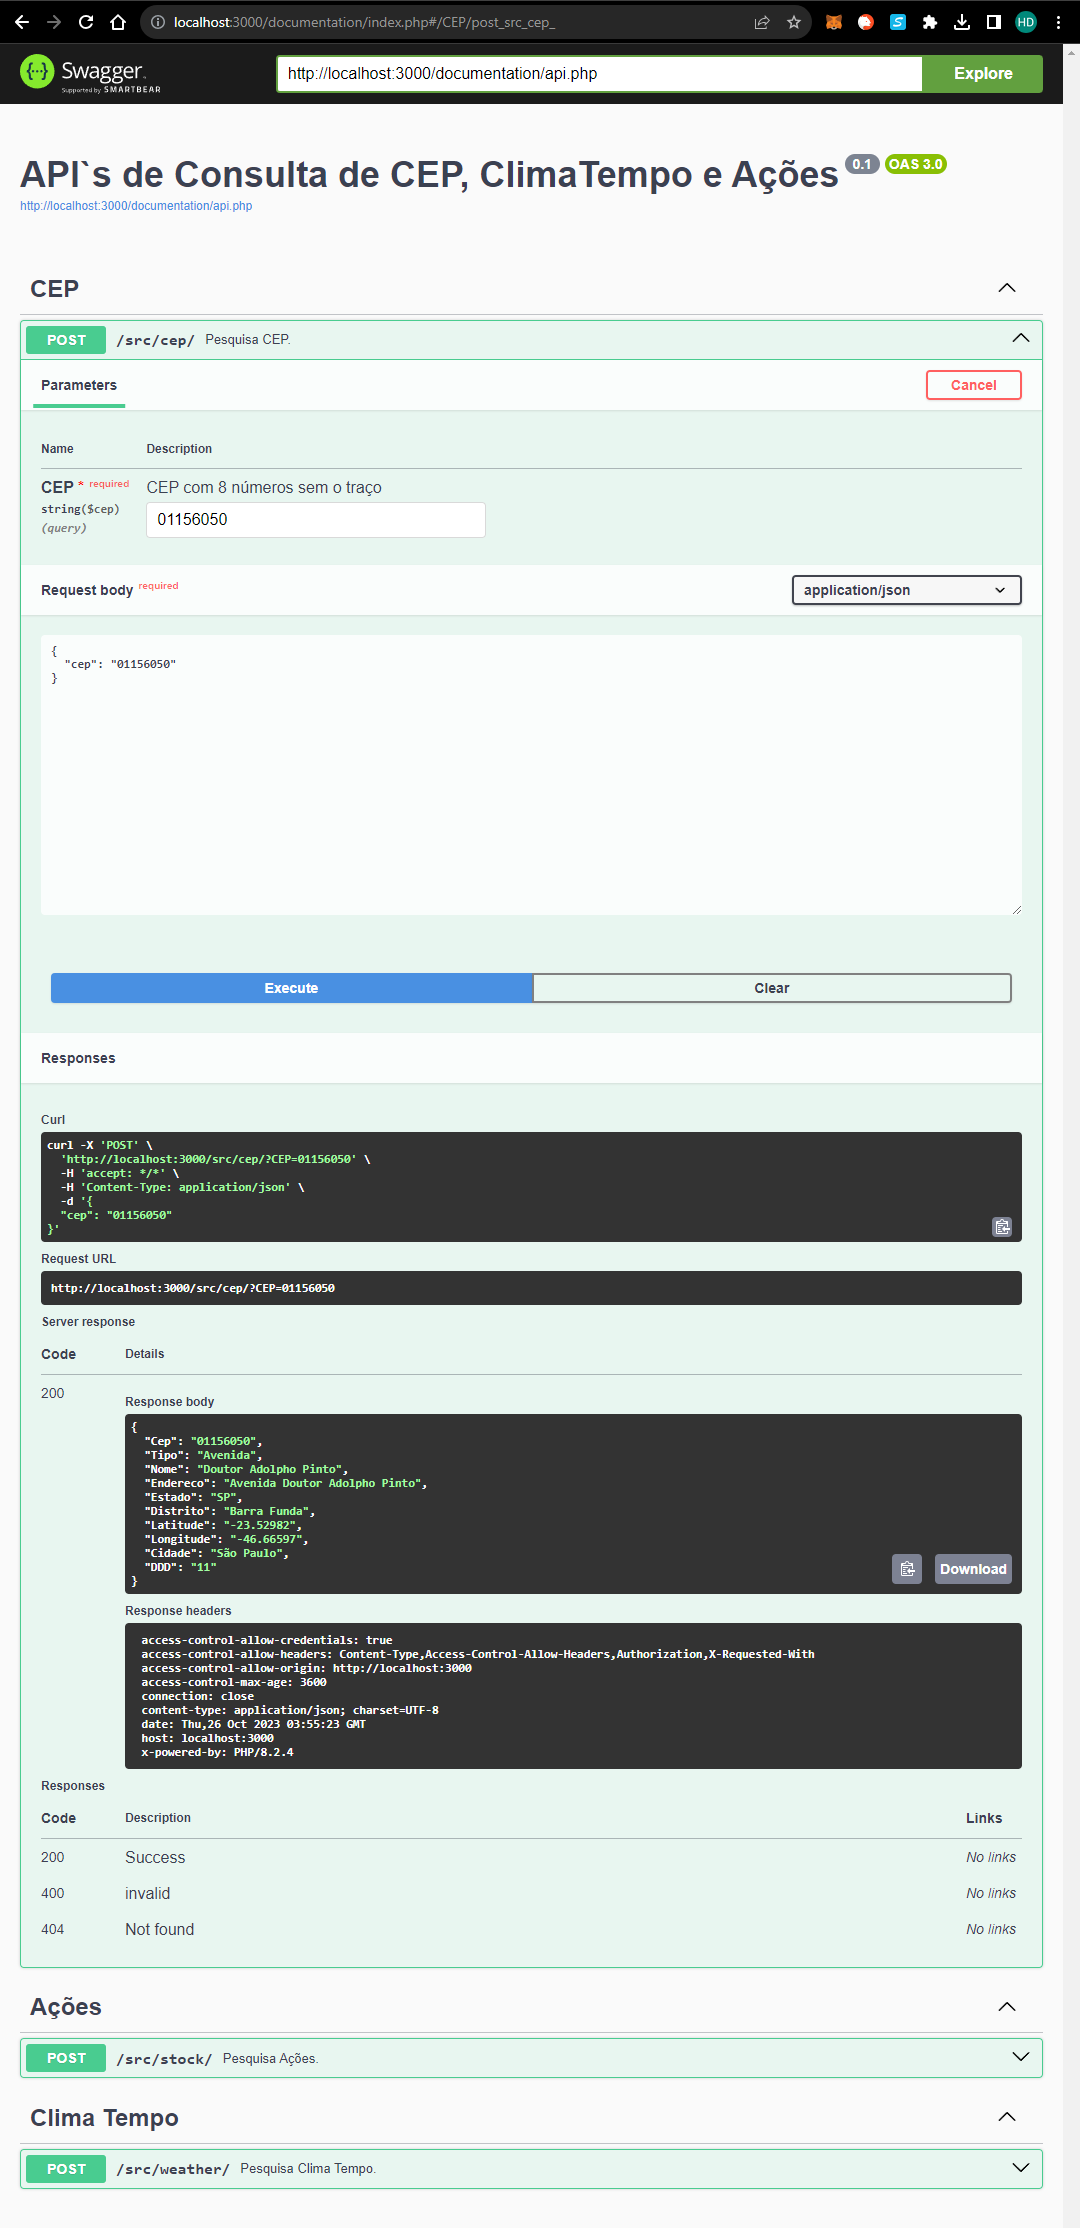 localhost:3000/documentation/index.php#/CEP/post_src_cep_
HD
{···} Swagger
Supported by SMARTBEAR
http://localhost:3000/documentation/api.php
Explore
API`s de Consulta de CEP, ClimaTempo e Ações 0.1 OAS 3.0
http://localhost:3000/documentation/api.php
CEP
POST /src/cep/ Pesquisa CEP.
Parameters
Cancel
Name Description
CEP * required CEP com 8 números sem o traço
string($cep)
(query)
01156050
Request body required
application/json
{
  "cep": "01156050"
}
Execute Clear
Responses
Curl
curl -X 'POST' \
  'http://localhost:3000/src/cep/?CEP=01156050' \
  -H 'accept: */*' \
  -H 'Content-Type: application/json' \
  -d '{
  "cep": "01156050"
}'
Request URL
http://localhost:3000/src/cep/?CEP=01156050
Server response
Code Details
200
Response body
{
  "Cep": "01156050",
  "Tipo": "Avenida",
  "Nome": "Doutor Adolpho Pinto",
  "Endereco": "Avenida Doutor Adolpho Pinto",
  "Estado": "SP",
  "Distrito": "Barra Funda",
  "Latitude": "-23.52982",
  "Longitude": "-46.66597",
  "Cidade": "São Paulo",
  "DDD": "11"
}
Download
Response headers
access-control-allow-credentials: true
access-control-allow-headers: Content-Type,Access-Control-Allow-Headers,Authorization,X-Requested-With
access-control-allow-origin: http://localhost:3000
access-control-max-age: 3600
connection: close
content-type: application/json; charset=UTF-8
date: Thu,26 Oct 2023 03:55:23 GMT
host: localhost:3000
x-powered-by: PHP/8.2.4
Responses
Code Description Links
200 Success No links
400 invalid No links
404 Not found No links
Ações
POST /src/stock/ Pesquisa Ações.
Clima Tempo
POST /src/weather/ Pesquisa Clima Tempo.